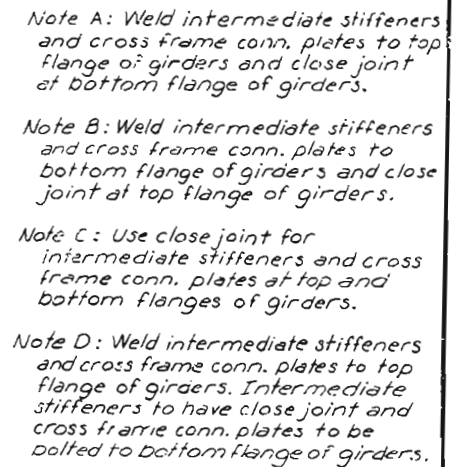 Note A: Weld intermediate stiffeners
and cross frame conn. plates to top
flange of girders and close joint
at bottom flange of girders.
Note B: Weld intermediate stiffeners
and cross frame conn. plates to
bottom flange of girders and close
joint at top flange of girders.
Note C: Use close joint for
intermediate stiffeners and cross
frame conn. plates at top and
bottom flanges of girders.
Note D: Weld intermediate stiffeners
and cross frame conn. plates to top
flange of girders. Intermediate
stiffeners to have close joint and
cross frame conn. plates to be
bolted to bottom flange of girders.